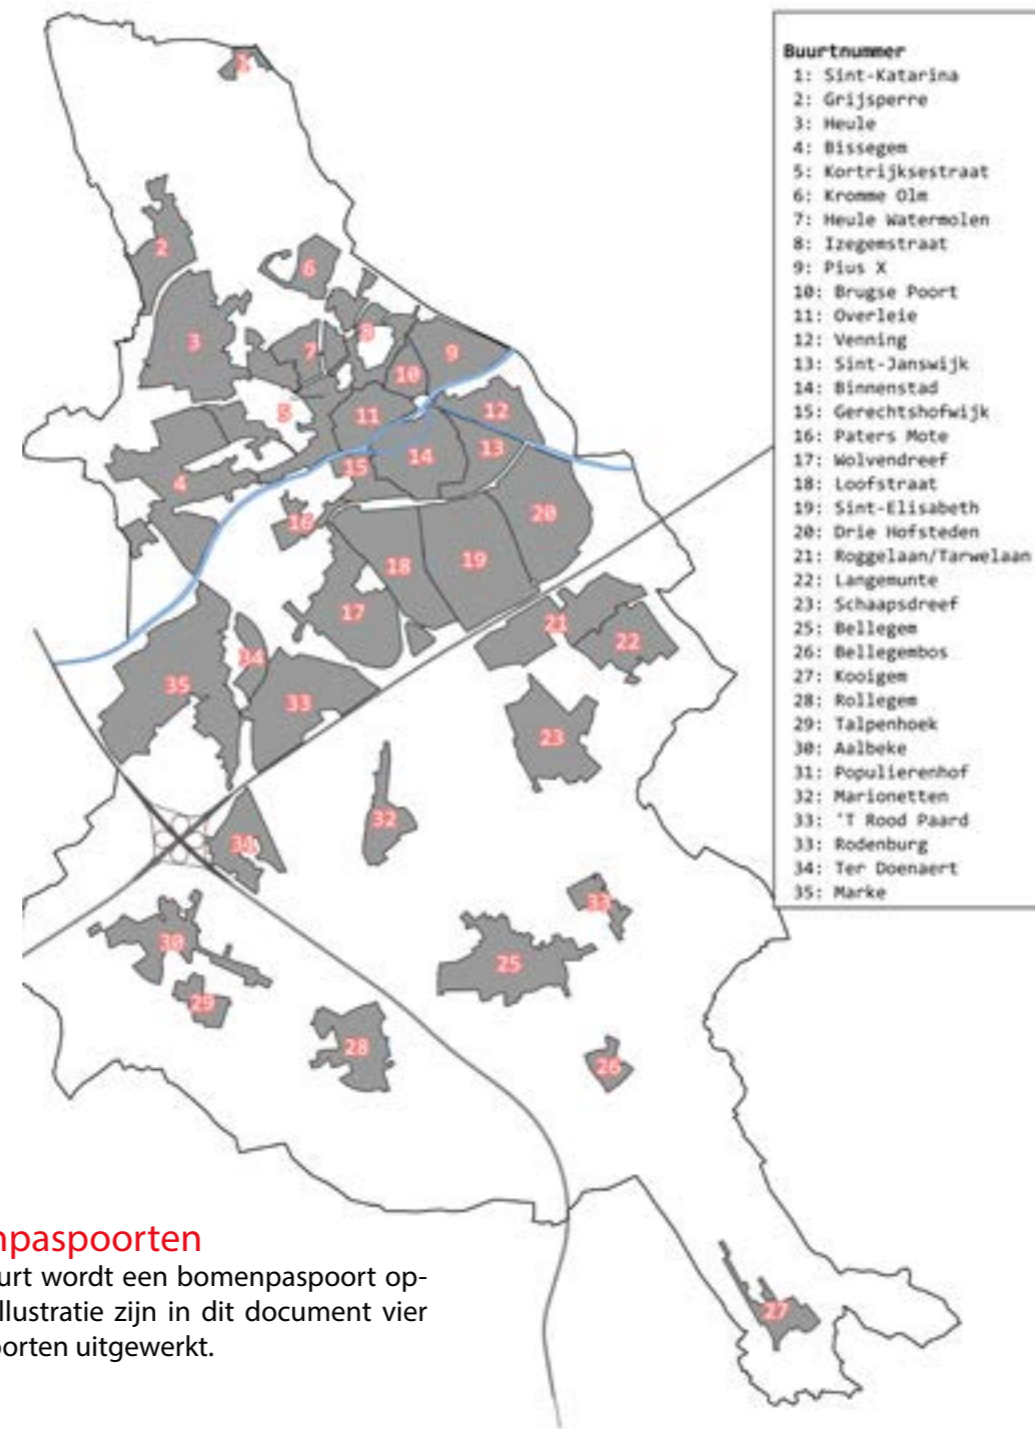 Buurtnummer
1: Sint-Katarina
2: Grijsperre
3: Heule
4: Bissegem
5: Kortrijksestraat
6: Kromme Olm
7: Heule Watermolen
8: Izegemstraat
9: Pius X
10: Brugse Poort
11: Overleie
12: Venning
13: Sint-Janswijk
14: Binnenstad
15: Gerechtshofwijk
16: Paters Mote
17: Wolvendreef
18: Loofstraat
19: Sint-Elisabeth
20: Drie Hofsteden
21: Roggelaan/Tarwelaan
22: Langemunte
23: Schaapsdreef
25: Bellegem
26: Bellegembos
27: Kooigem
28: Rollegem
29: Talpenhoek
30: Aalbeke
31: Populierenhof
32: Marionetten
33: 'T Rood Paard
33: Rodenburg
34: Ter Doenaert
35: Marke
1
2
6
3
8
7
9
10
5
11
12
13
14
15
4
16
20
18
19
17
21
22
34
35
33
23
32
34
33
30
25
29
28
26
27
npaspoorten
urt wordt een bomenpaspoort op-
llustratie zijn in dit document vier
oorten uitgewerkt.